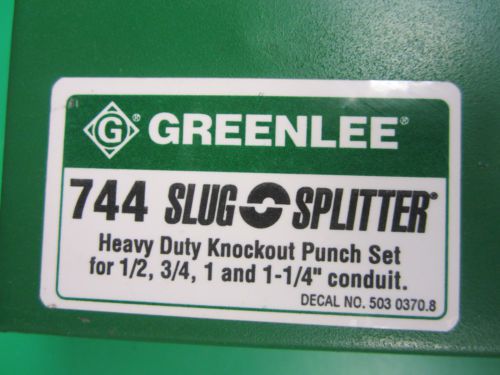 G® GREENLEE®
744 SLUG SPLITTER®
Heavy Duty Knockout Punch Set
for 1/2, 3/4, 1 and 1-1/4" conduit.
DECAL NO. 503 0370.8